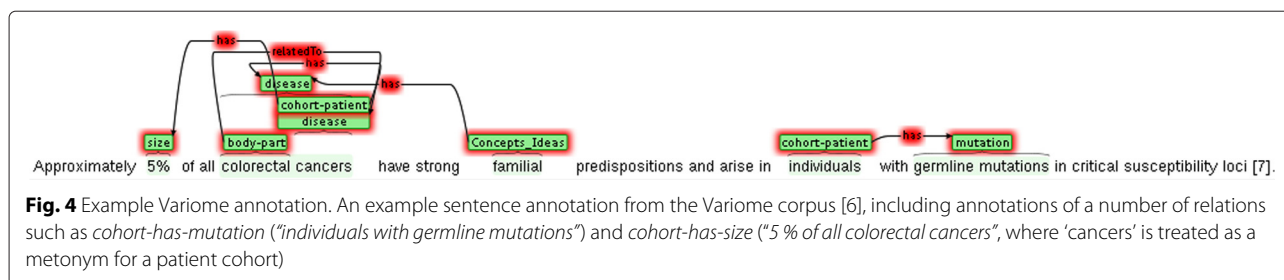 has
relatedTo
has
disease has
cohort-patient
disease
size body-part Concepts_Ideas cohort-patient has mutation
Approximately 5% of all colorectal cancers have strong familial predispositions and arise in individuals with germline mutations in critical susceptibility loci [7].
Fig. 4 Example Variome annotation. An example sentence annotation from the Variome corpus [6], including annotations of a number of relations
such as cohort-has-mutation (“individuals with germline mutations”) and cohort-has-size (“5 % of all colorectal cancers”, where ‘cancers’ is treated as a
metonym for a patient cohort)